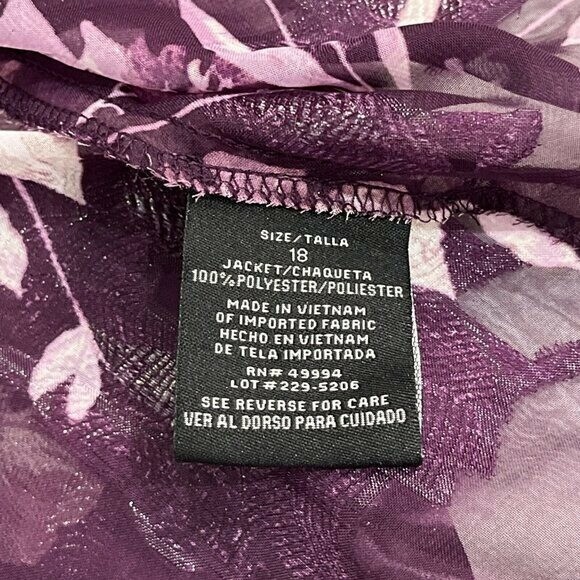 SIZE/TALLA
18
JACKET/CHAQUETA
100%POLYESTER/POLIESTER
MADE IN VIETNAM
OF IMPORTED FABRIC
HECHO EN VIETNAM
DE TELA IMPORTADA
RN# 49994
LOT #229-5206
SEE REVERSE FOR CARE
VER AL DORSO PARA CUIDADO